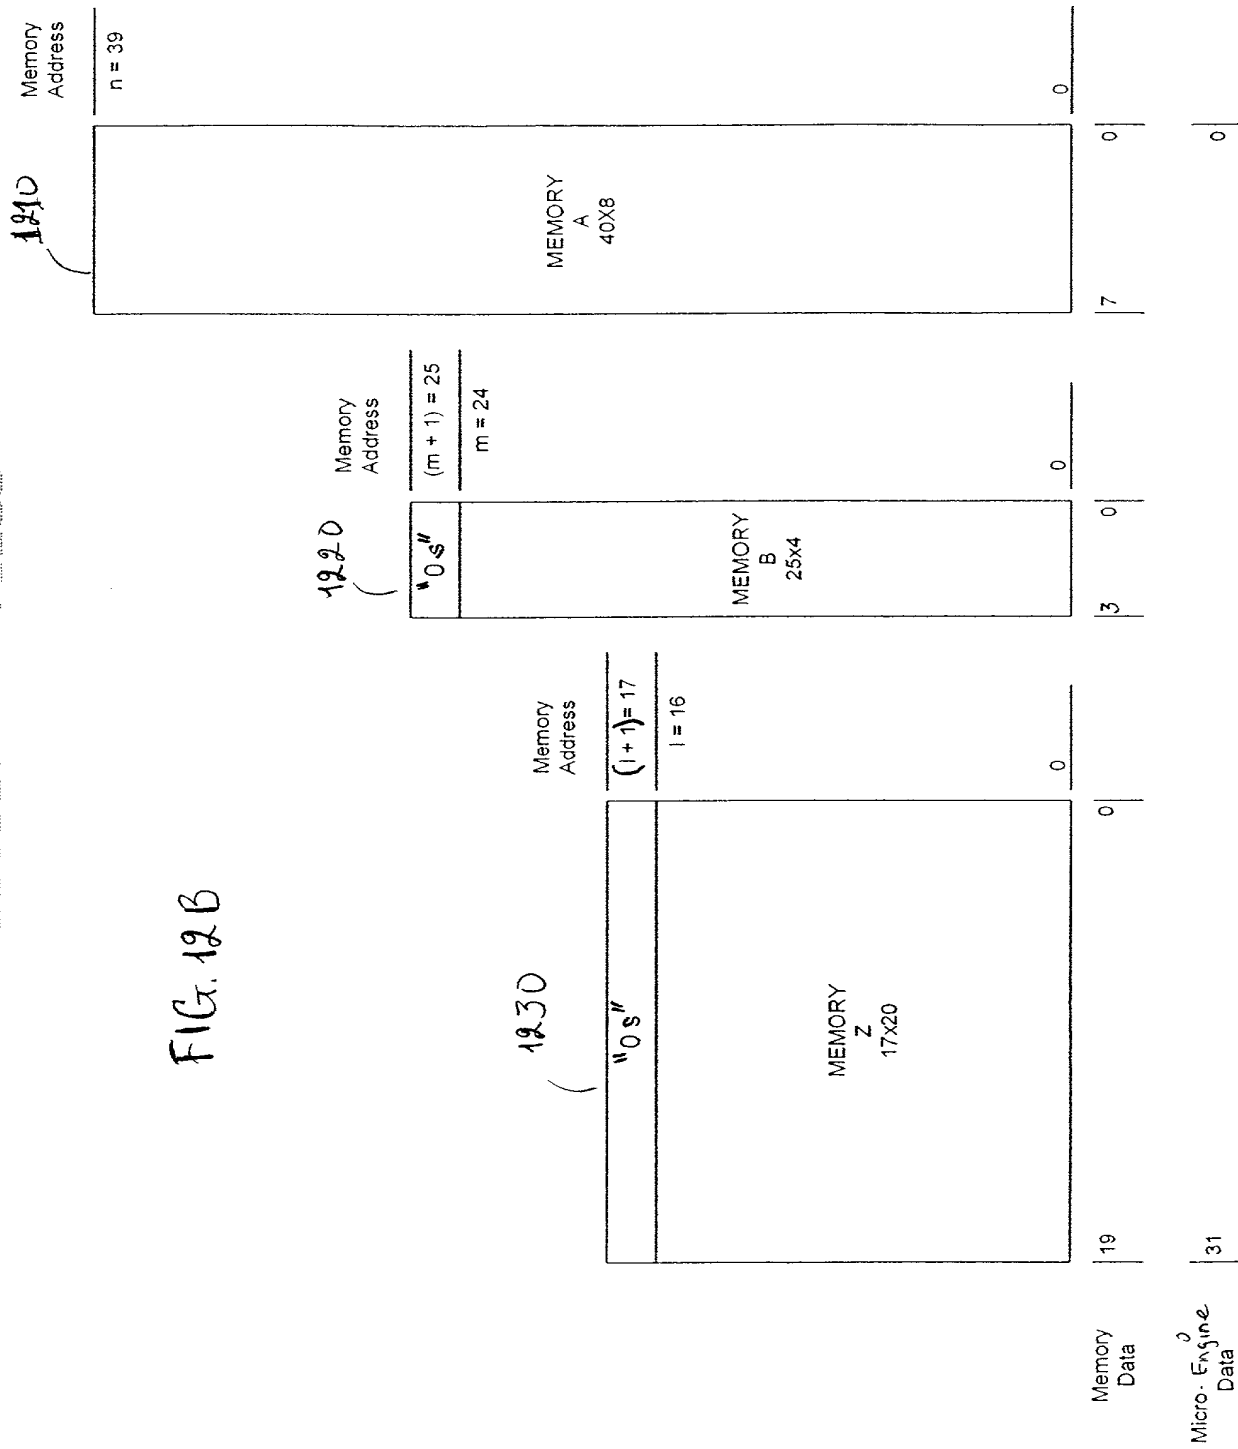 FIG. 12B
1230
Memory
Address
"0s"
(l + 1) = 17
l = 16
MEMORY
Z
17x20
0
1220
Memory
Address
"0s"
(m + 1) = 25
m = 24
MEMORY
B
25x4
0
1210
Memory
Address
n = 39
MEMORY
A
40X8
0
Memory
Data
19 0
3 0
7 0
Micro-Engine
Data
31 0